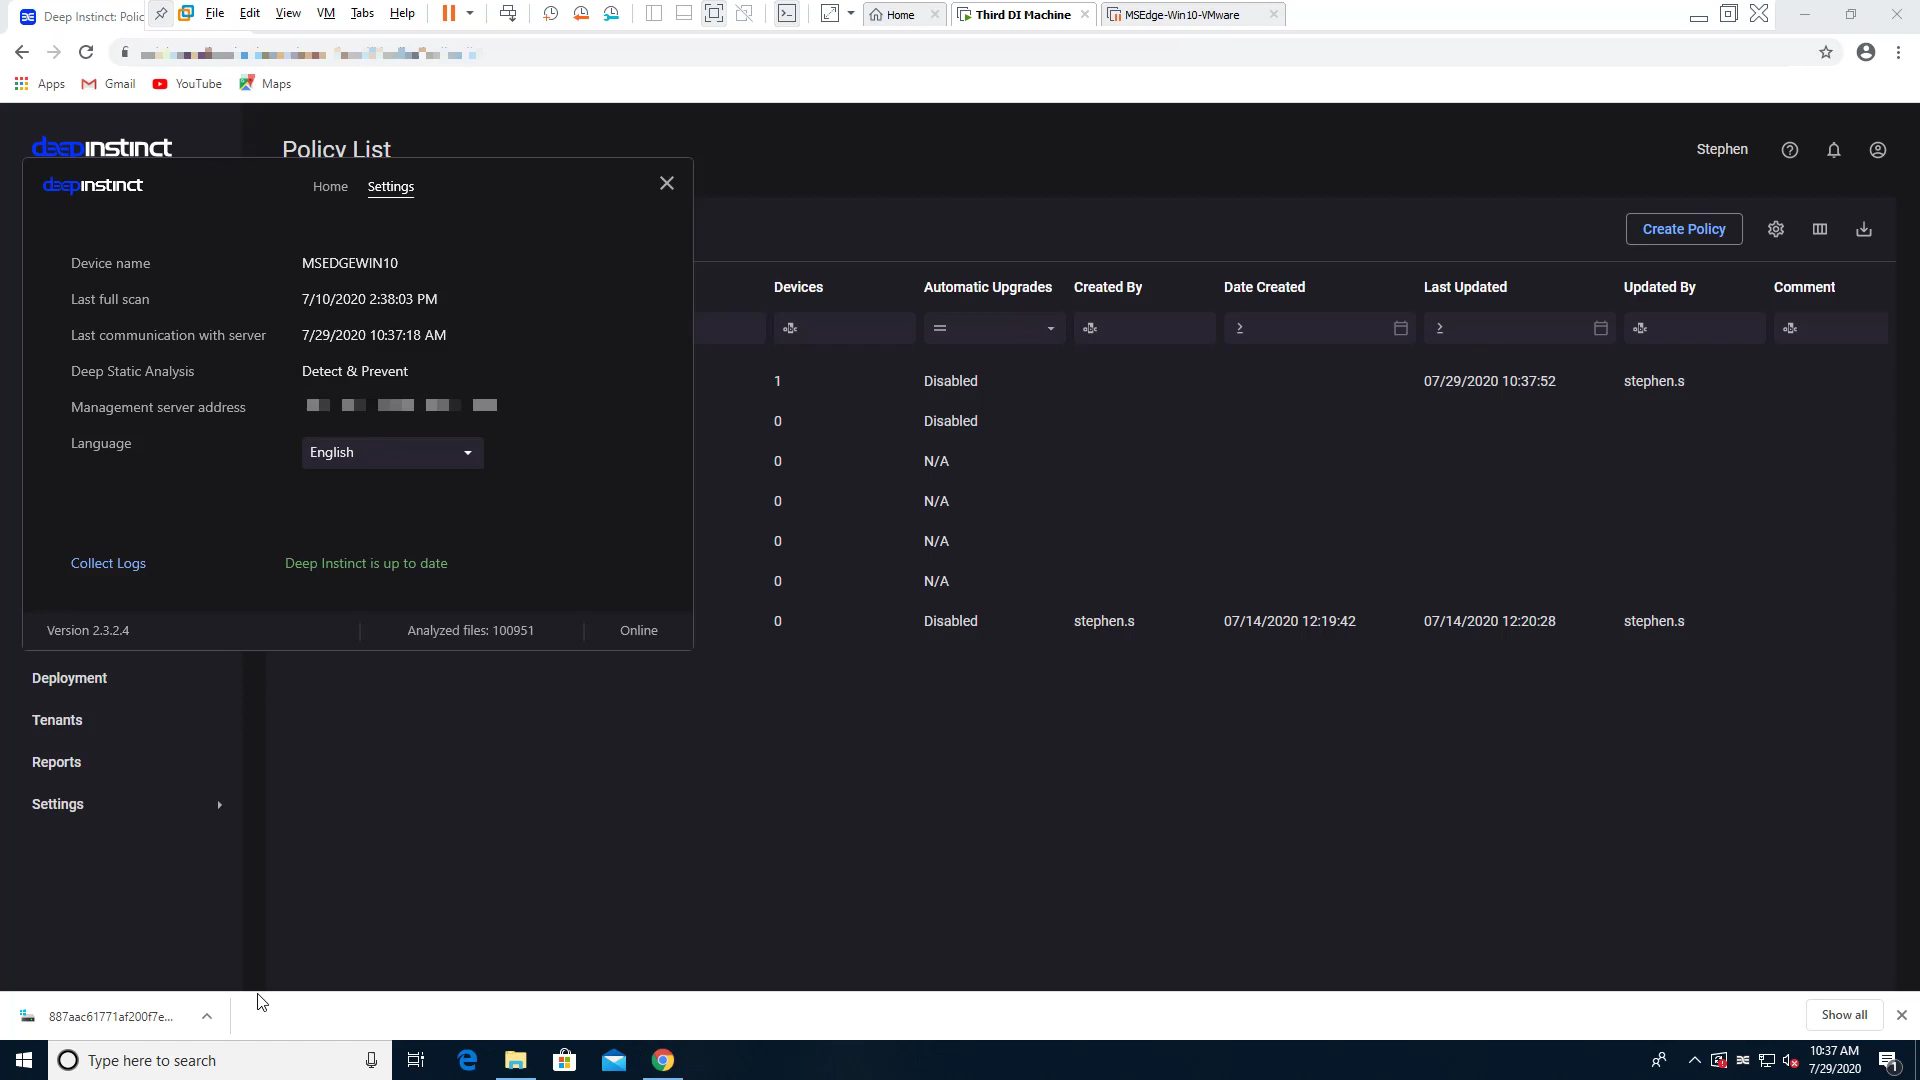 Deep Instinct: Polic
File Edit View VM Tabs Help
Home
Third DI Machine
MSEdge-Win10-VMware
Apps Gmail YouTube Maps
deepinstinct
Policy List
Stephen
deepinstinct
Home Settings
Create Policy
Device name MSEDGEWIN10
Last full scan 7/10/2020 2:38:03 PM
Last communication with server 7/29/2020 10:37:18 AM
Deep Static Analysis Detect & Prevent
Management server address
Language English
Collect Logs Deep Instinct is up to date
Version 2.3.2.4 Analyzed files: 100951 Online
Devices Automatic Upgrades Created By Date Created Last Updated Updated By Comment
1 Disabled 07/29/2020 10:37:52 stephen.s
0 Disabled
0 N/A
0 N/A
0 N/A
0 N/A
0 Disabled stephen.s 07/14/2020 12:19:42 07/14/2020 12:20:28 stephen.s
Deployment
Tenants
Reports
Settings
887aac61771af200f7e...
Show all
Type here to search
10:37 AM
7/29/2020
1